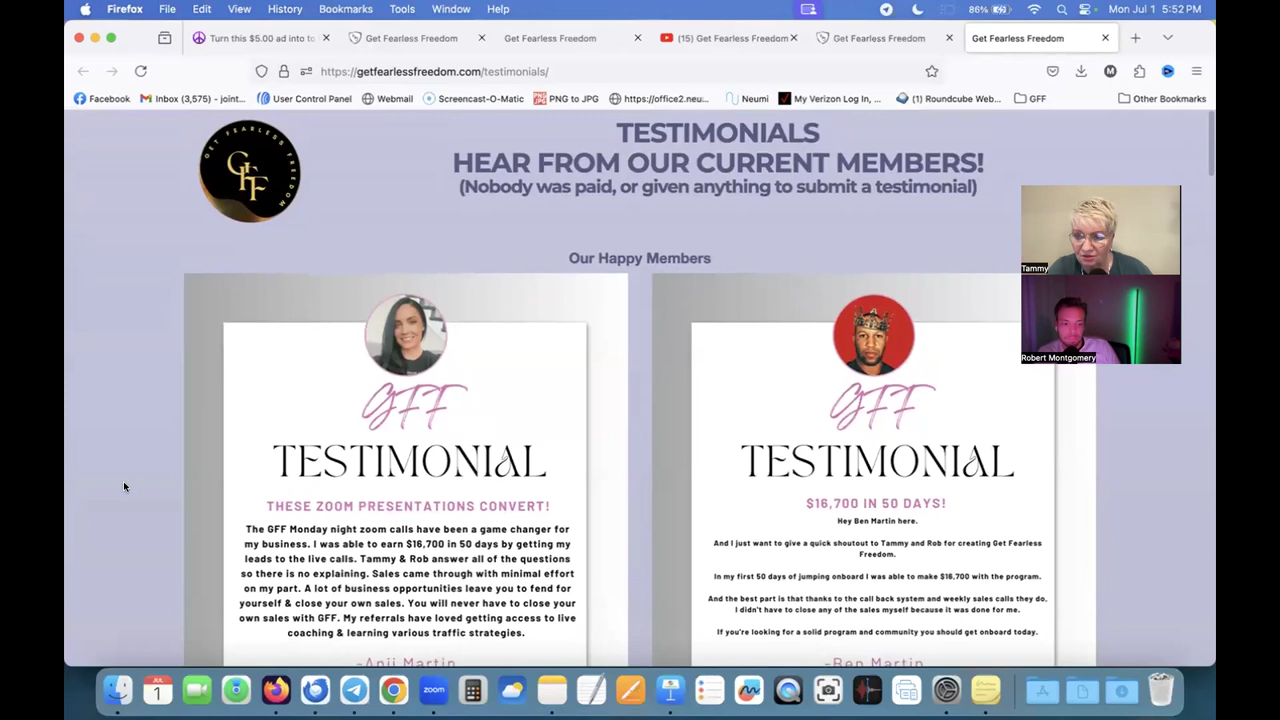 Firefox File Edit View History Bookmarks Tools Window Help
86% Mon Jul 1 5:52 PM
Turn this $5.00 ad into to
Get Fearless Freedom
Get Fearless Freedom
(15) Get Fearless Freedom
Get Fearless Freedom
Get Fearless Freedom
https://getfearlessfreedom.com/testimonials/
Facebook
Inbox (3,575) - joint...
User Control Panel
Webmail
Screencast-O-Matic
PNG to JPG
https://office2.neu...
Neumi
My Verizon Log In, ...
(1) Roundcube Web...
GFF
Other Bookmarks
GET FEARLESS FREEDOM
GFF
TESTIMONIALS
HEAR FROM OUR CURRENT MEMBERS!
(Nobody was paid, or given anything to submit a testimonial)
Tammy
Robert Montgomery
Our Happy Members
GFF
TESTIMONIAL
THESE ZOOM PRESENTATIONS CONVERT!
The GFF Monday night zoom calls have been a game changer for
my business. I was able to earn $16,700 in 50 days by getting my
leads to the live calls. Tammy & Rob answer all of the questions
so there is no explaining. Sales came through with minimal effort
on my part. A lot of business opportunities leave you to fend for
yourself & close your own sales. You will never have to close your
own sales with GFF. My referrals have loved getting access to live
coaching & learning various traffic strategies.
-Anji Martin
GFF
TESTIMONIAL
$16,700 IN 50 DAYS!
Hey Ben Martin here.
And I just want to give a quick shoutout to Tammy and Rob for creating Get Fearless
Freedom.
In my first 50 days of jumping onboard I was able to make $16,700 with the program.
And the best part is that thanks to the call back system and weekly sales calls they do,
I didn't have to close any of the sales myself because it was done for me.
If you're looking for a solid program and community you should get onboard today.
-Ben Martin
JUL
1
zoom